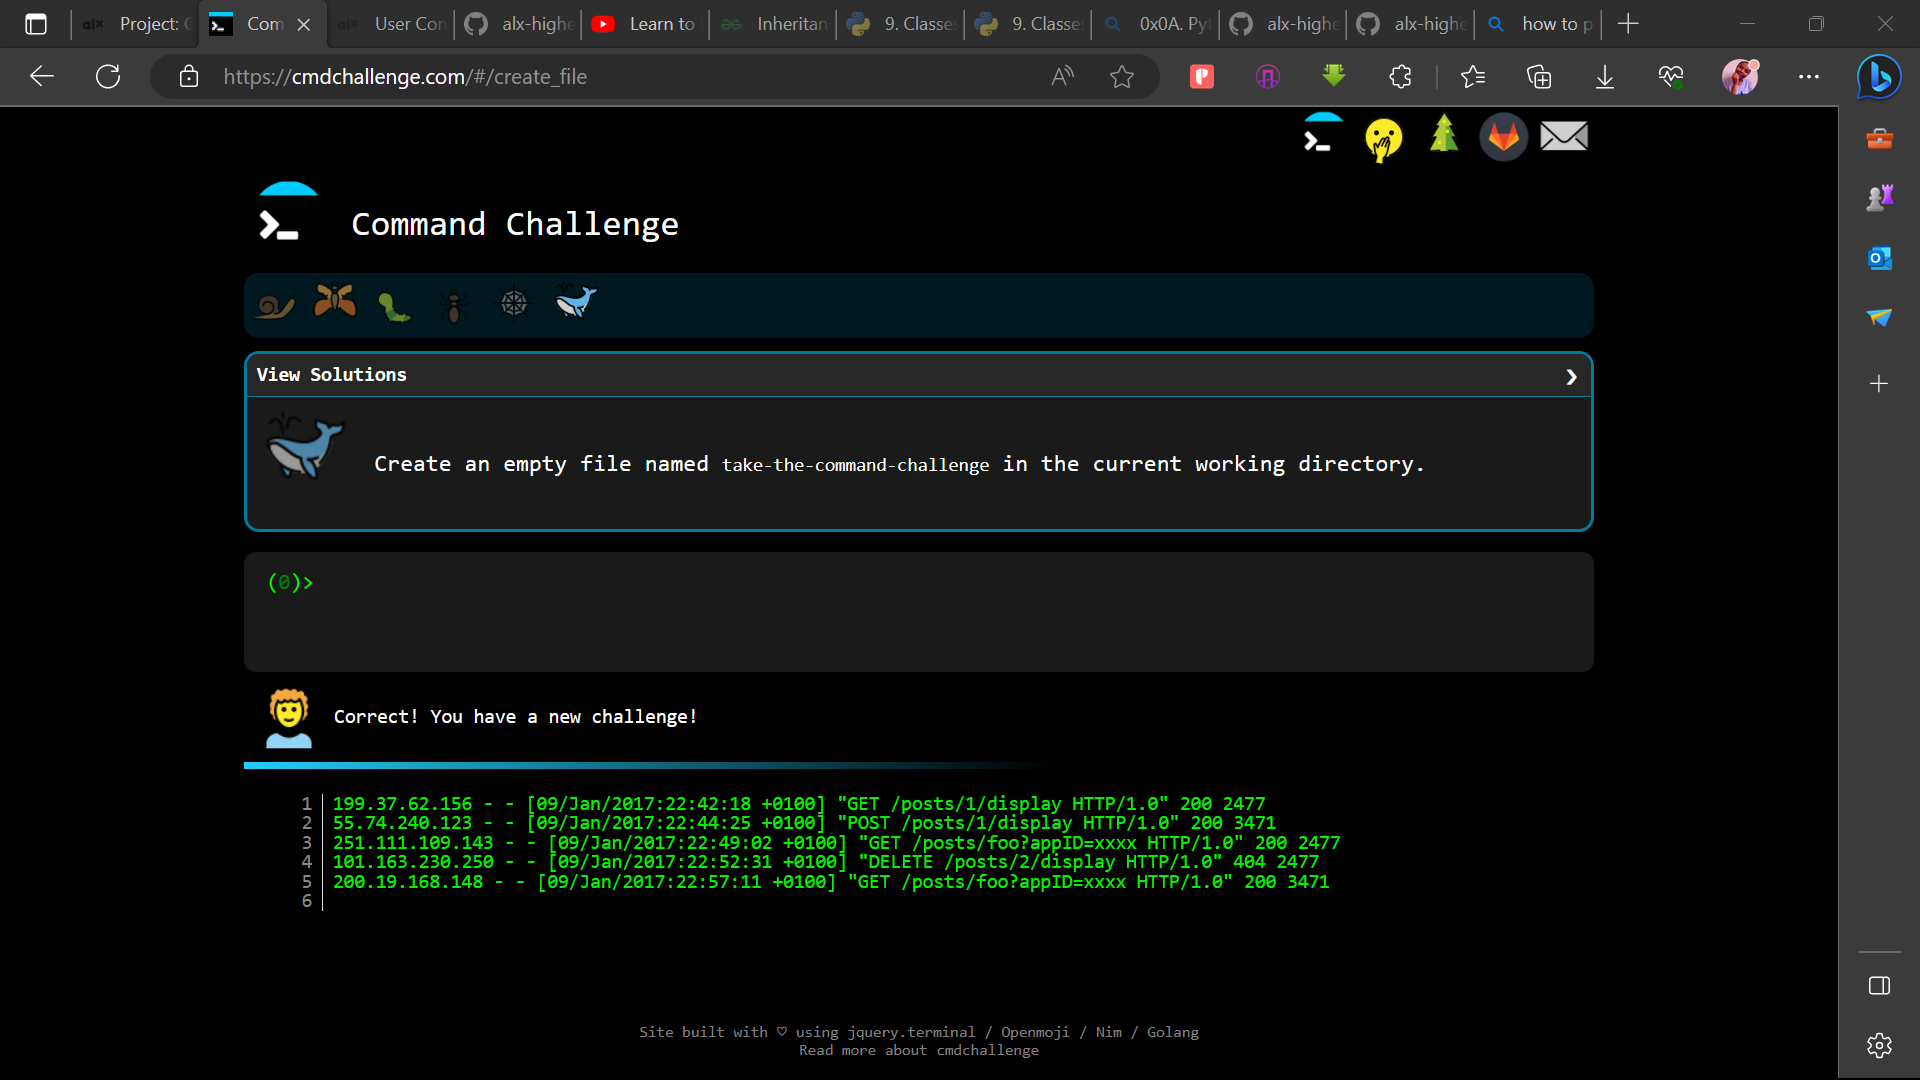 Project: C
Com
alx
User Con
alx-highe
Learn to
Inheritan
9. Classe
9. Classe
0x0A. Pyt
alx-highe
alx-highe
how to p
https://cmdchallenge.com/#/create_file
Command Challenge
View Solutions
Create an empty file named take-the-command-challenge in the current working directory.
(0)>
Correct! You have a new challenge!
1 199.37.62.156 - - [09/Jan/2017:22:42:18 +0100] "GET /posts/1/display HTTP/1.0" 200 2477
2 55.74.240.123 - - [09/Jan/2017:22:44:25 +0100] "POST /posts/1/display HTTP/1.0" 200 3471
3 251.111.109.143 - - [09/Jan/2017:22:49:02 +0100] "GET /posts/foo?appID=xxxx HTTP/1.0" 200 2477
4 101.163.230.250 - - [09/Jan/2017:22:52:31 +0100] "DELETE /posts/2/display HTTP/1.0" 404 2477
5 200.19.168.148 - - [09/Jan/2017:22:57:11 +0100] "GET /posts/foo?appID=xxxx HTTP/1.0" 200 3471
6
Site built with ♡ using jquery.terminal / Openmoji / Nim / Golang
Read more about cmdchallenge